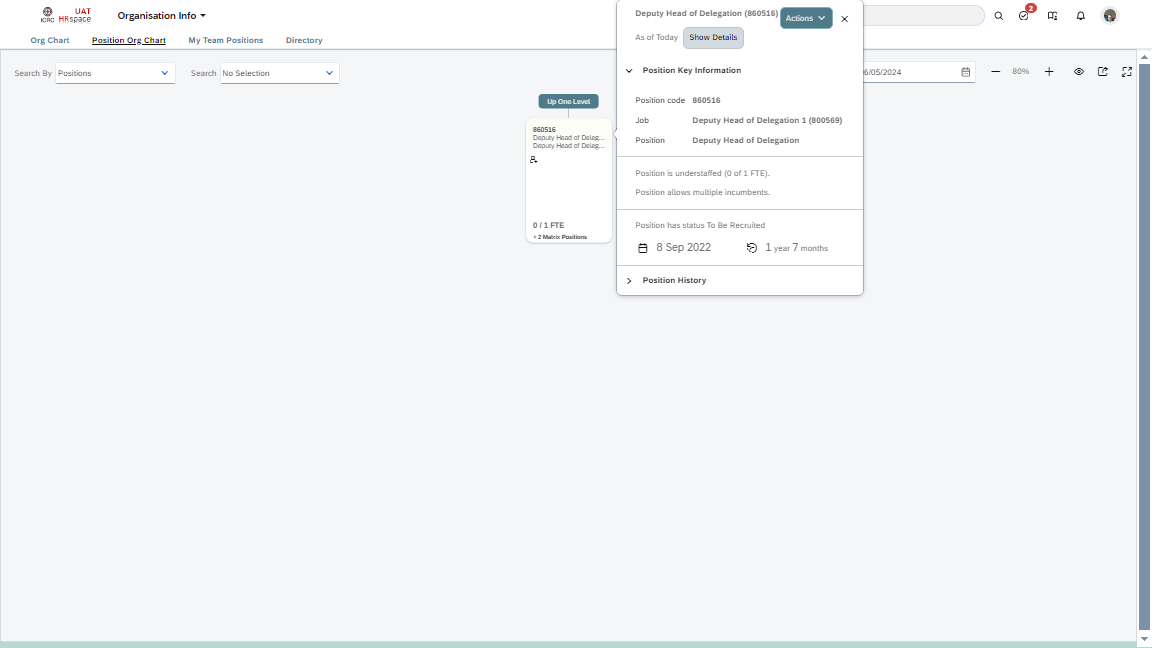 ICRC
UAT
HRspace
Organisation Info
2
Org Chart
Position Org Chart
My Team Positions
Directory
Search By
Positions
Search
No Selection
6/05/2024
80%
Up One Level
860516
Deputy Head of Deleg...
Deputy Head of Deleg...
0 / 1 FTE
2 Matrix Positions
Deputy Head of Delegation (860516)
Actions
As of Today
Show Details
Position Key Information
Position code 860516
Job Deputy Head of Delegation 1 (800569)
Position Deputy Head of Delegation
Position is understaffed (0 of 1 FTE).
Position allows multiple incumbents.
Position has status To Be Recruited
8 Sep 2022
1 year 7 months
Position History